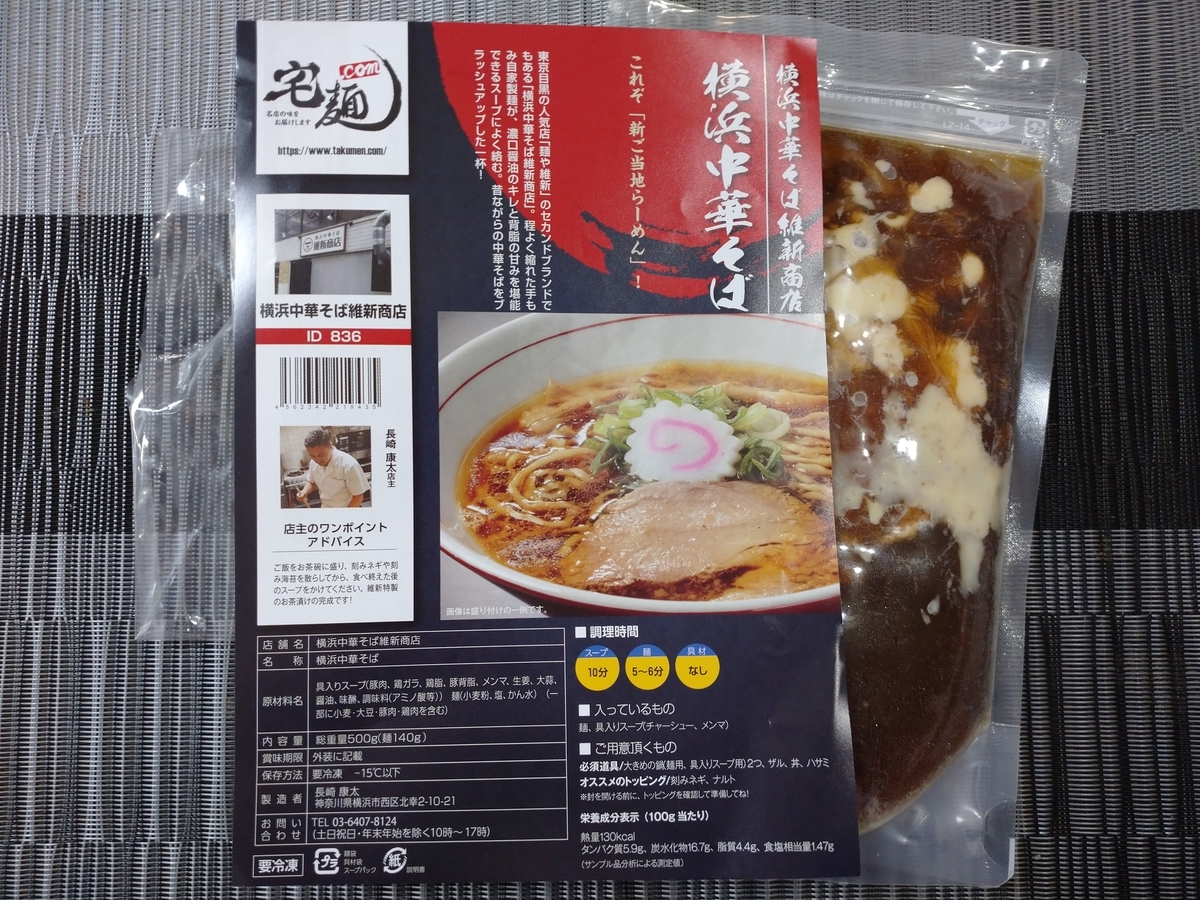 宅麺
.com
名店の味を
お届けします
https://www.takumen.com/
横浜中華そば維新商店
横浜中華そば
これぞ「新ご当地らーめん」!
東京目黒の人気店「麺や維新」のセカンドブランドで
もある「横浜中華そば維新商店」。程よく縮れた手も
み自家製麺が、濃口醤油のキレと背脂の甘みを堪能
できるスープによく絡む。昔ながらの中華そばをブ
ラッシュアップした一杯!
維新商店
横浜中華そば維新商店
ID 836
4562342219435
長崎 康太店主
店主のワンポイント
アドバイス
ご飯をお茶碗に盛り、刻みネギや刻
み海苔を散らしてから、食べ終えた後
のスープをかけてください。維新特製
のお茶漬けの完成です!
画像は盛り付けの一例です。
店舗名 横浜中華そば維新商店
名称 横浜中華そば
原材料名 具入りスープ(豚肉、鶏ガラ、鶏脂、豚背脂、メンマ、生姜、大蒜、
醤油、味醂、調味料(アミノ酸等)) 麺(小麦粉、塩、かん水) (一
部に小麦・大豆・豚肉・鶏肉を含む)
内容量 総重量500g(麺140g)
賞味期限 外装に記載
保存方法 要冷凍 -15℃以下
製造者 長崎 康太
神奈川県横浜市西区北幸2-10-21
お問い合わせ TEL 03-6407-8124
(土日祝日・年末年始を除く10時~17時)
要冷凍
プラ
麺袋
具材袋
スープパック
紙
説明書
■ 調理時間
スープ 10分
麺 5~6分
具材 なし
■ 入っているもの
麺、具入りスープ(チャーシュー、メンマ)
■ ご用意頂くもの
必須道具/大きめの鍋(麺用、具入りスープ用)2つ、ザル、丼、ハサミ
オススメのトッピング/刻みネギ、ナルト
※封を開ける前に、トッピングを確認して準備してね!
栄養成分表示(100g当たり)
熱量130kcal
タンパク質5.9g、炭水化物16.7g、脂質4.4g、食塩相当量1.47g
(サンプル品分析による測定値)